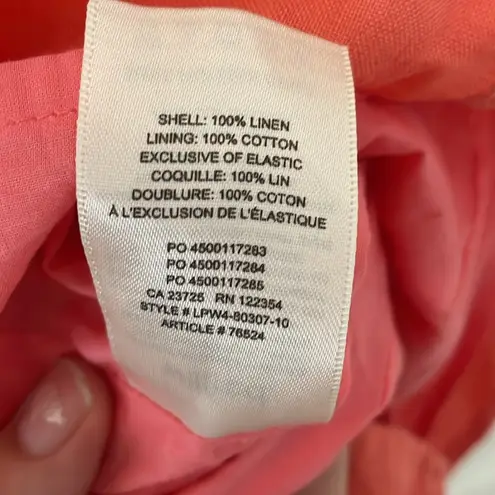 SHELL: 100% LINEN
LINING: 100% COTTON
EXCLUSIVE OF ELASTIC
COQUILLE: 100% LIN
DOUBLURE: 100% COTON
À L'EXCLUSION DE L'ÉLASTIQUE
PO 4500117283
PO 4500117284
PO 4500117285
CA 23725 RN 122354
STYLE # LPW4-80307-10
ARTICLE # 76524